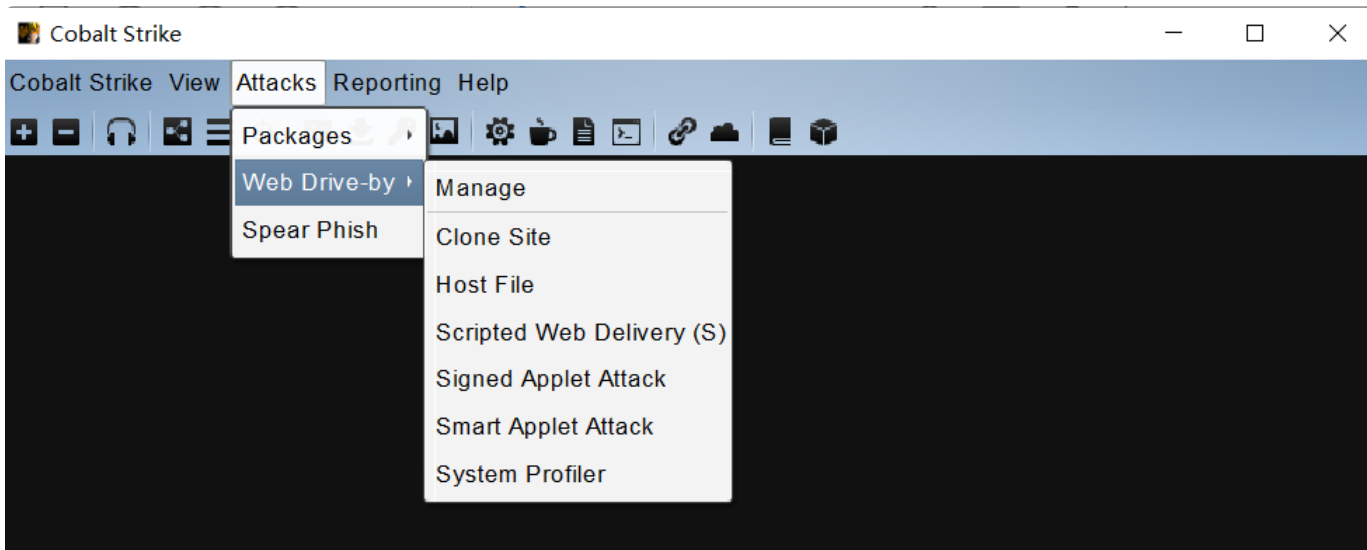 Cobalt Strike
Cobalt Strike View Attacks Reporting Help
Packages
Web Drive-by
Spear Phish
Manage
Clone Site
Host File
Scripted Web Delivery (S)
Signed Applet Attack
Smart Applet Attack
System Profiler